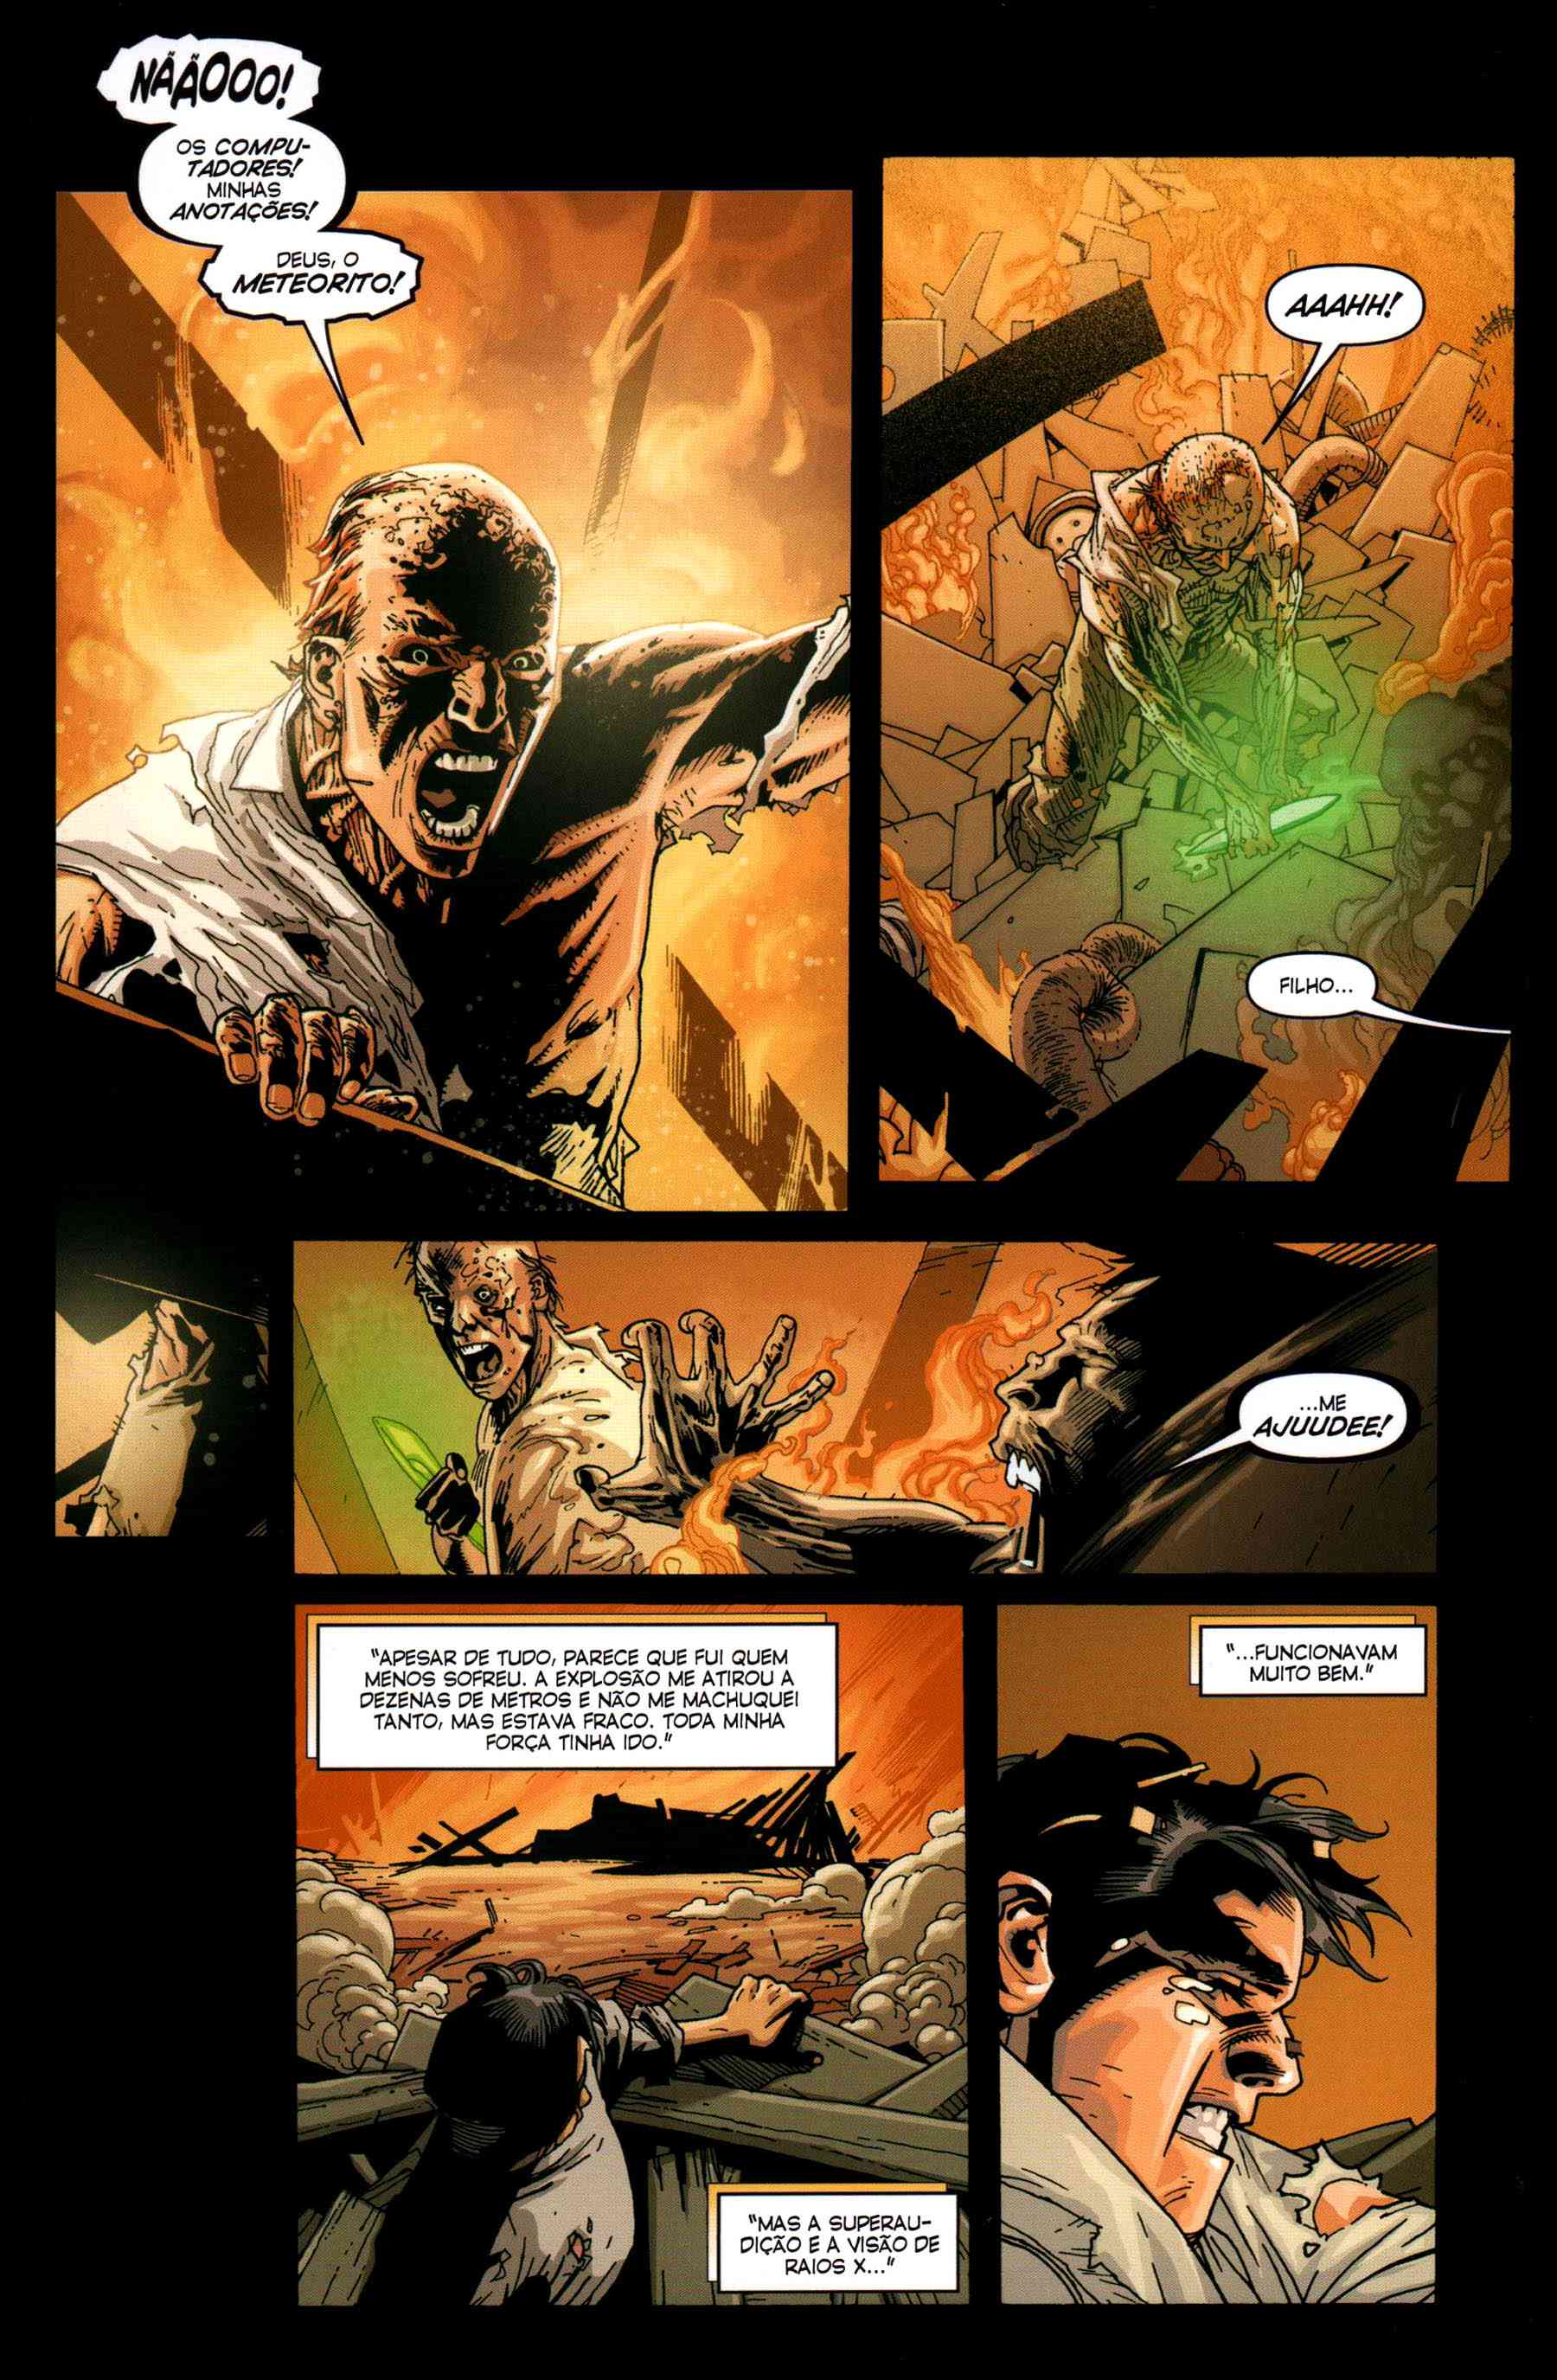 NÃÃOOO!
OS COMPU-
TADORES!
MINHAS
ANOTAÇÕES!
DEUS, O
METEORITO!
AAAHH!
FILHO...
...ME
AJUUDEE!
"APESAR DE TUDO, PARECE QUE FUI QUEM
MENOS SOFREU. A EXPLOSÃO ME ATIROU A
DEZENAS DE METROS E NÃO ME MACHUQUEI
TANTO, MAS ESTAVA FRACO. TODA MINHA
FORÇA TINHA IDO."
"MAS A SUPERAU-
DIÇÃO E A VISÃO DE
RAIOS X..."
"...FUNCIONAVAM
MUITO BEM."